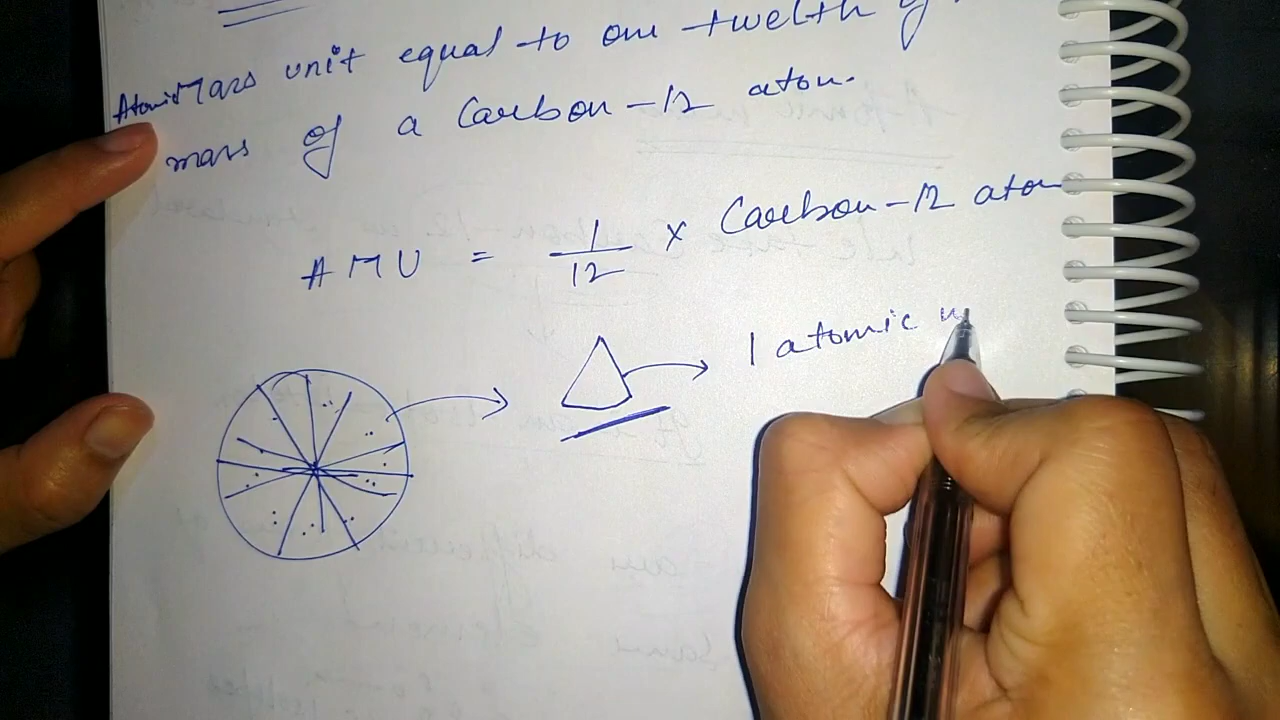 Atomic Mass unit equal to one twelth of
mass of a Carbon-12 atom.
AMU = 1/12 × Carbon-12 atom
1 atomic